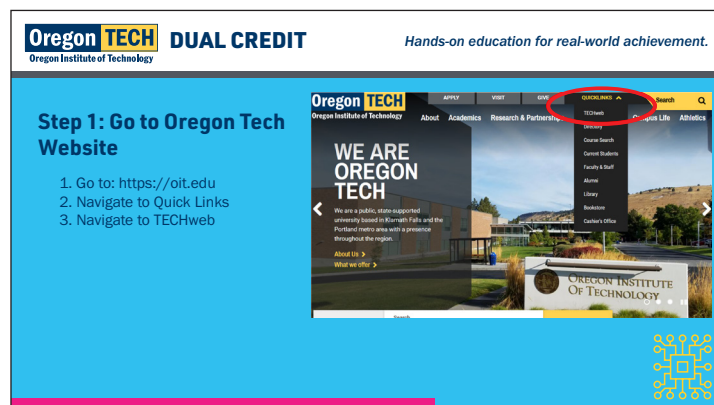 Oregon TECH
Oregon Institute of Technology
DUAL CREDIT
Hands-on education for real-world achievement.
Step 1: Go to Oregon Tech
Website
1. Go to: https://oit.edu
2. Navigate to Quick Links
3. Navigate to TECHweb
Oregon TECH
Oregon Institute of Technology
APPLY VISIT GIVE QUICKLINKS Search
About Academics Research & Partnerships Campus Life Athletics
TECHweb
Directory
Course Search
Current Students
Faculty & Staff
Alumni
Library
Bookstore
Cashier's Office
WE ARE
OREGON
TECH
We are a public, state-supported
university based in Klamath Falls and the
Portland metro area with a presence
throughout the region.
About Us >
What we offer >
OREGON INSTITUTE
OF TECHNOLOGY
Search